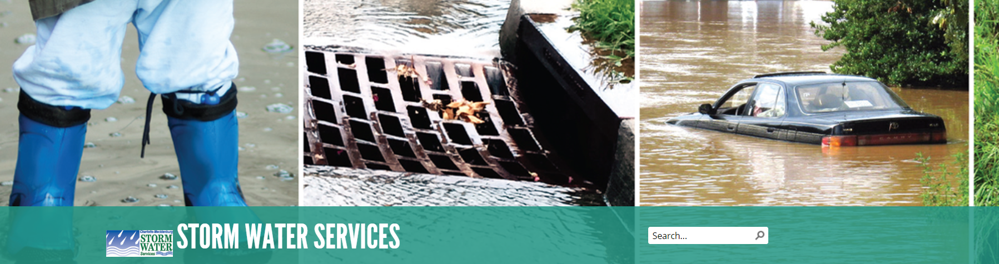 Charlotte-Mecklenburg
STORM
WATER
Services
STORM WATER SERVICES
Search...